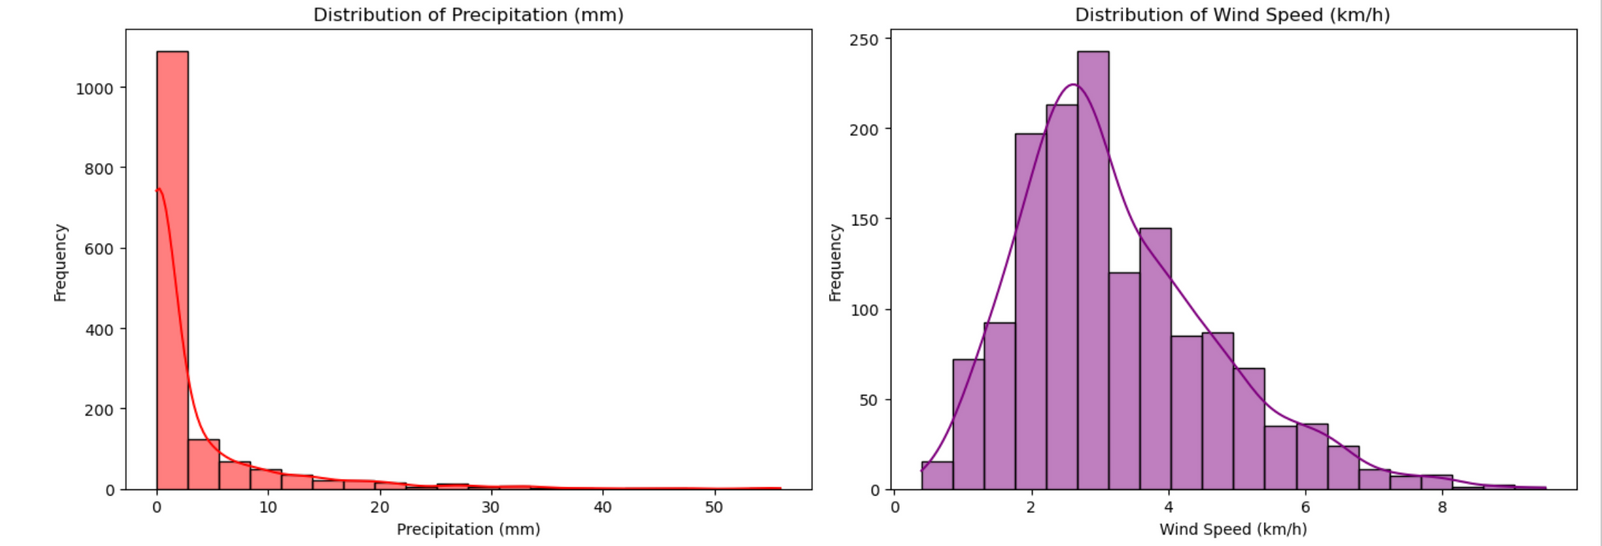 Distribution of Precipitation (mm)
Frequency
1000
800
600
400
200
0
0 10 20 30 40 50
Precipitation (mm)
Distribution of Wind Speed (km/h)
Frequency
250
200
150
100
50
0
0 2 4 6 8
Wind Speed (km/h)